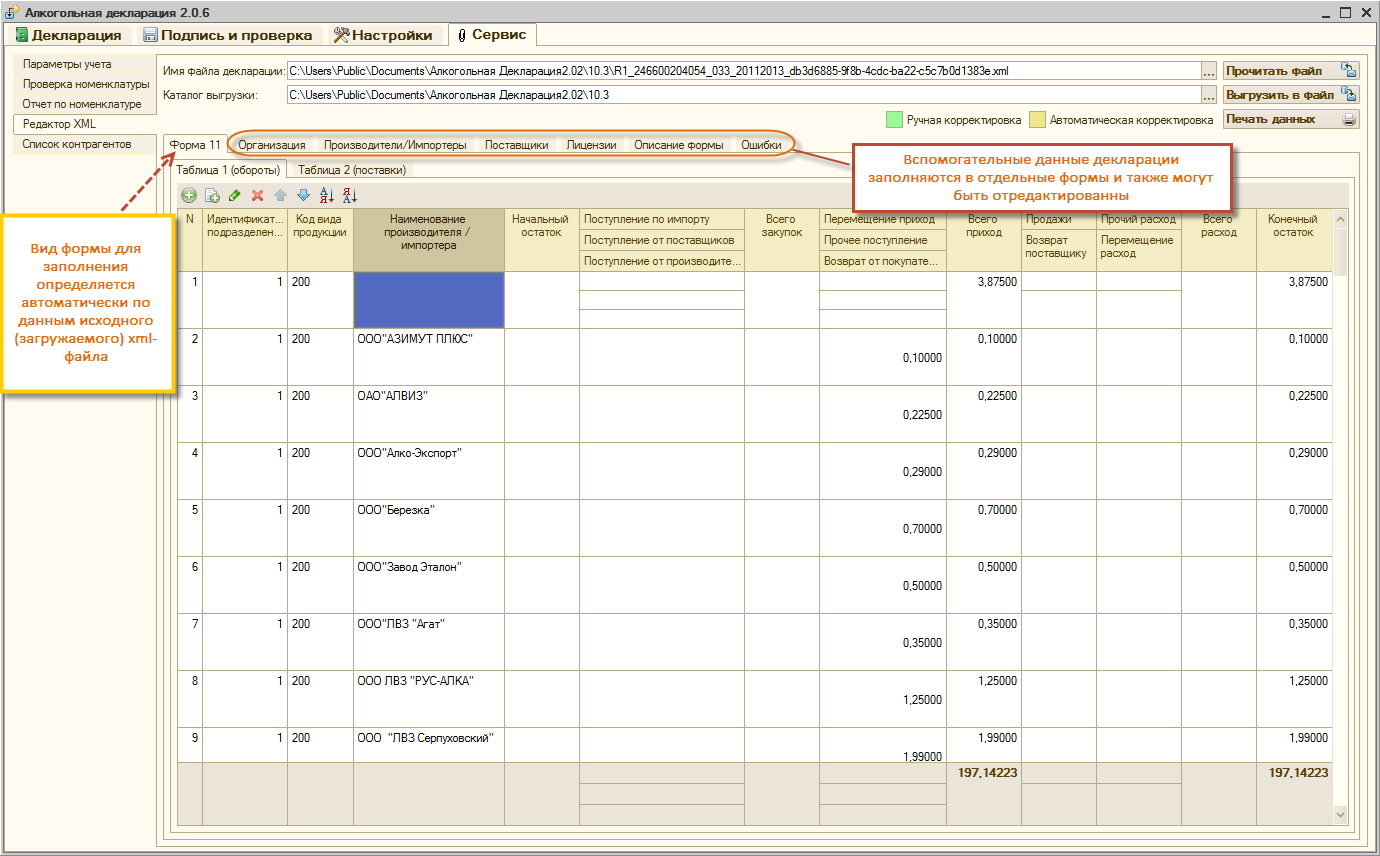 Алкогольная декларация 2.0.6
Декларация Подпись и проверка Настройки Сервис
Параметры учета
Проверка номенклатуры
Отчет по номенклатуре
Редактор XML
Список контрагентов
Имя файла декларации: C:\Users\Public\Documents\Алкогольная Декларация2.02\10.3\R1_246600204054_033_20112013_db3d6885-9f8b-4cdc-ba22-c5c7b0d1383e.xml ... Прочитать файл
Каталог выгрузки: C:\Users\Public\Documents\Алкогольная Декларация2.02\10.3 ... Выгрузить в файл
Ручная корректировка Автоматическая корректировка Печать данных
Форма 11 Организация Производители/Импортеры Поставщики Лицензии Описание формы Ошибки
Таблица 1 (обороты) Таблица 2 (поставки)
Вспомогательные данные декларации
заполняются в отдельные формы и также могут
быть отредактированны
Вид формы для
заполнения
определяется
автоматически по
данным исходного
(загружаемого) xml-
файла
N Идентификат... Код вида Наименование Начальный Поступление по импорту Всего Перемещение приход Всего Продажи Прочий расход Всего Конечный
подразделен... продукции производителя / остаток Поступление от поставщиков закупок Прочее поступление приход Возврат Перемещение расход остаток
импортера Поступление от производите... Возврат от покупате... поставщику расход
1 1 200 3,87500 3,87500
2 1 200 ООО"АЗИМУТ ПЛЮС" 0,10000 0,10000
0,10000
3 1 200 ОАО"АЛВИЗ" 0,22500 0,22500
0,22500
4 1 200 ООО"Алко-Экспорт" 0,29000 0,29000
0,29000
5 1 200 ООО"Березка" 0,70000 0,70000
0,70000
6 1 200 ООО"Завод Эталон" 0,50000 0,50000
0,50000
7 1 200 ООО"ЛВЗ "Агат" 0,35000 0,35000
0,35000
8 1 200 ООО ЛВЗ "РУС-АЛКА" 1,25000 1,25000
1,25000
9 1 200 ООО "ЛВЗ Серпуховский" 1,99000 1,99000
1,99000
197,14223 197,14223